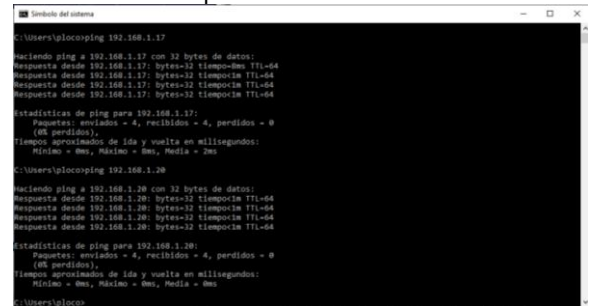 Símbolo del sistema
C:\Users\ploco>ping 192.168.1.17
Haciendo ping a 192.168.1.17 con 32 bytes de datos:
Respuesta desde 192.168.1.17: bytes=32 tiempo=8ms TTL=64
Respuesta desde 192.168.1.17: bytes=32 tiempo<1m TTL=64
Respuesta desde 192.168.1.17: bytes=32 tiempo<1m TTL=64
Respuesta desde 192.168.1.17: bytes=32 tiempo<1m TTL=64
Estadísticas de ping para 192.168.1.17:
Paquetes: enviados = 4, recibidos = 4, perdidos = 0
(0% perdidos),
Tiempos aproximados de ida y vuelta en milisegundos:
Mínimo = 0ms, Máximo = 8ms, Media = 2ms
C:\Users\ploco>ping 192.168.1.20
Haciendo ping a 192.168.1.20 con 32 bytes de datos:
Respuesta desde 192.168.1.20: bytes=32 tiempo<1m TTL=64
Respuesta desde 192.168.1.20: bytes=32 tiempo<1m TTL=64
Respuesta desde 192.168.1.20: bytes=32 tiempo<1m TTL=64
Respuesta desde 192.168.1.20: bytes=32 tiempo<1m TTL=64
Estadísticas de ping para 192.168.1.20:
Paquetes: enviados = 4, recibidos = 4, perdidos = 0
(0% perdidos),
Tiempos aproximados de ida y vuelta en milisegundos:
Mínimo = 0ms, Máximo = 0ms, Media = 0ms
C:\Users\ploco>